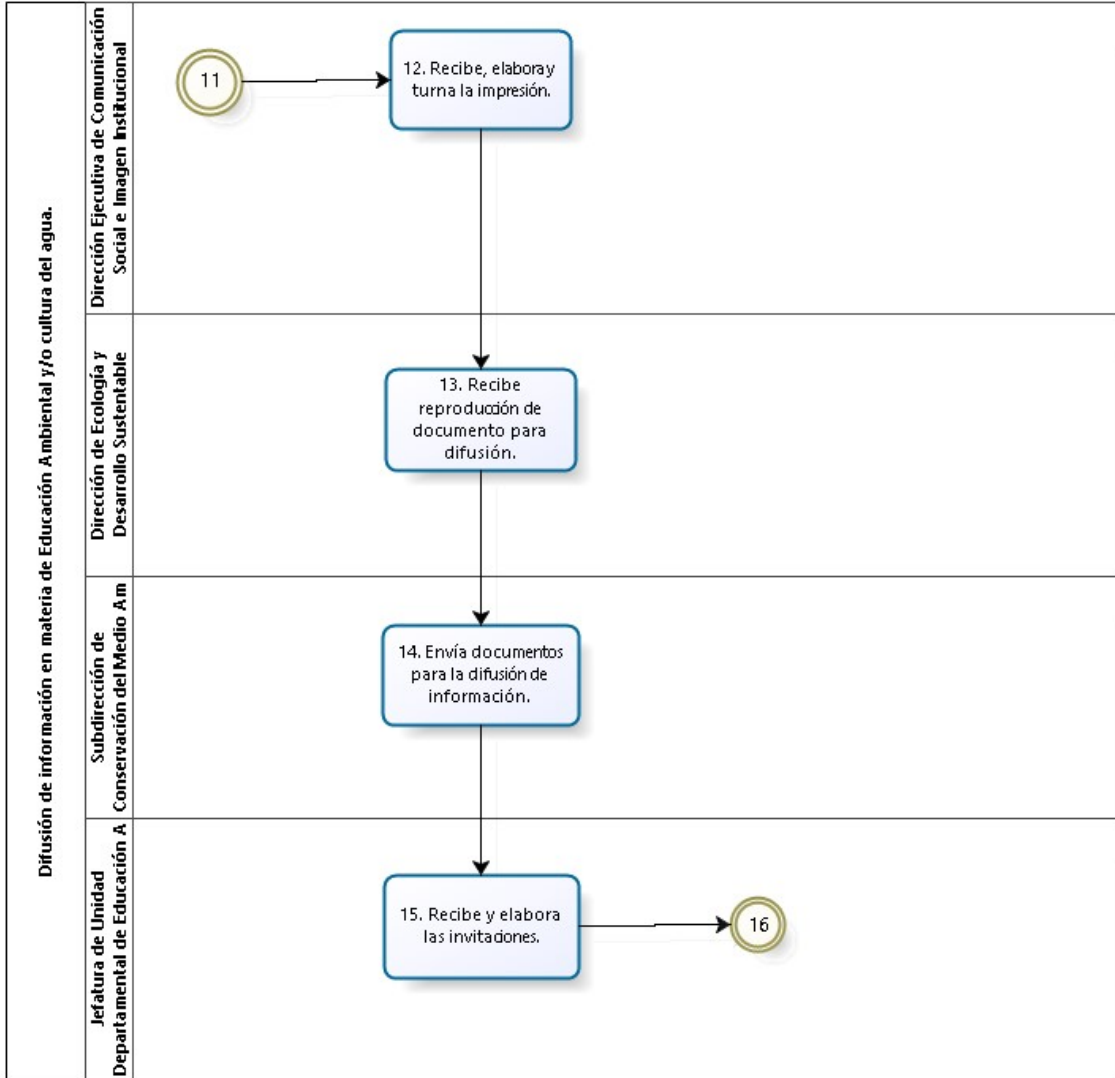 Difusión de información en materia de Educación Ambiental y/o cultura del agua.
Dirección Ejecutiva de Comunicación
Social e Imagen Institucional
11
12. Recibe, elabora y
turna la impresión.
Dirección de Ecología y
Desarrollo Sustentable
13. Recibe
reproducción de
documento para
difusión.
Subdirección de
Conservación del Medio Am
14. Envía documentos
para la difusión de
información.
Jefatura de Unidad
Departamental de Educación A
15. Recibe y elabora
las invitaciones.
16